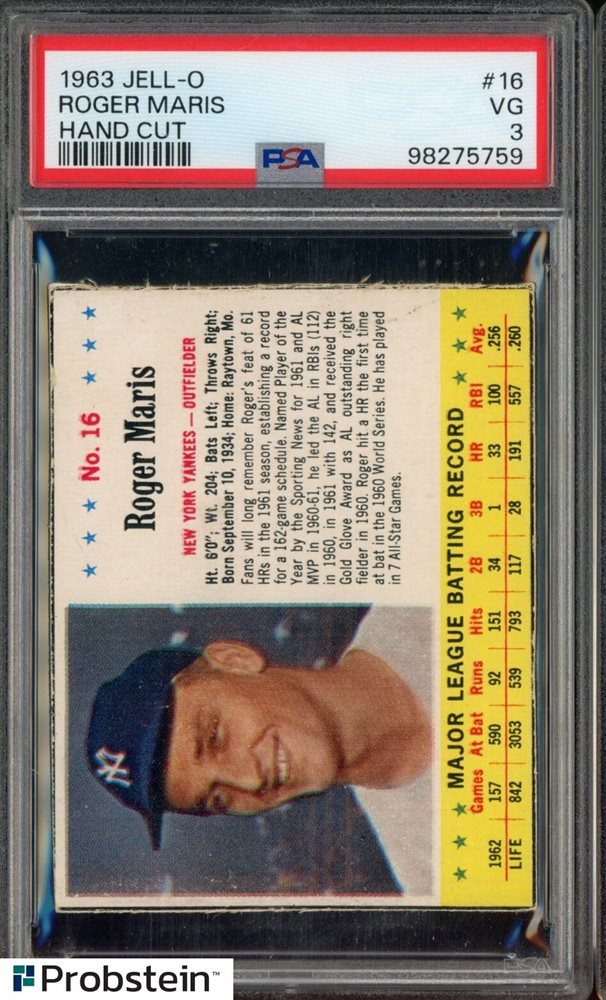 1963 JELL-O #16
ROGER MARIS VG
HAND CUT 3
PSA 98275759
★ ★ ★ No. 16 ★ ★ ★
Roger Maris
NEW YORK YANKEES — OUTFIELDER
Ht. 6'0"; Wt. 204; Bats Left; Throws Right;
Born September 10, 1934; Home: Raytown, Mo.
Fans will long remember Roger's feat of 61
HRs in the 1961 season, establishing a record
for a 162-game schedule. Named Player of the
Year by the Sporting News for 1961 and AL
MVP in 1960-61, he led the AL in RBIs (112)
in 1960, in 1961 with 142, and received the
Gold Glove Award as AL outstanding right
fielder in 1960. Roger hit a HR the first time
at bat in the 1960 World Series. He has played
in 7 All-Star Games.
★ ★ ★ MAJOR LEAGUE BATTING RECORD ★ ★ ★
Games At Bat Runs Hits 2B 3B HR RBI Avg.
1962 157 590 92 151 34 1 33 100 .256
LIFE 842 3053 539 793 117 28 191 557 .260
NY
Probstein™